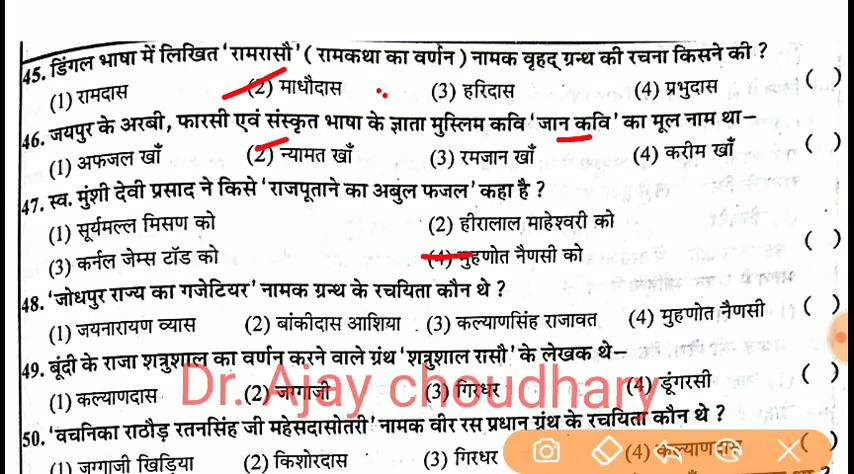 45. डिंगल भाषा में लिखित 'रामरासौ' ( रामकथा का वर्णन ) नामक वृहद् ग्रन्थ की रचना किसने की ?
(1) रामदास (2) माधौदास (3) हरिदास (4) प्रभुदास ( )
46. जयपुर के अरबी, फारसी एवं संस्कृत भाषा के ज्ञाता मुस्लिम कवि 'जान कवि' का मूल नाम था–
(1) अफजल खाँ (2) न्यामत खाँ (3) रमजान खाँ (4) करीम खाँ ( )
47. स्व. मुंशी देवी प्रसाद ने किसे 'राजपूताने का अबुल फजल' कहा है ?
(1) सूर्यमल्ल मिसण को (2) हीरालाल माहेश्वरी को
(3) कर्नल जेम्स टॉड को (4) मुहणोत नैणसी को ( )
48. 'जोधपुर राज्य का गजेटियर' नामक ग्रन्थ के रचयिता कौन थे ?
(1) जयनारायण व्यास (2) बांकीदास आशिया (3) कल्याणसिंह राजावत (4) मुहणोत नैणसी ( )
49. बूंदी के राजा शत्रुशाल का वर्णन करने वाले ग्रंथ 'शत्रुशाल रासौ' के लेखक थे–
Dr. Ajay choudhary
(1) कल्याणदास (2) जग्गाजी (3) गिरधर (4) डूंगरसी ( )
50. 'वचनिका राठौड़ रतनसिंह जी महेसदासोतरी' नामक वीर रस प्रधान ग्रंथ के रचयिता कौन थे ?
(1) जग्गाजी खिड़िया (2) किशोरदास (3) गिरधर (4) कल्याणदास ( )